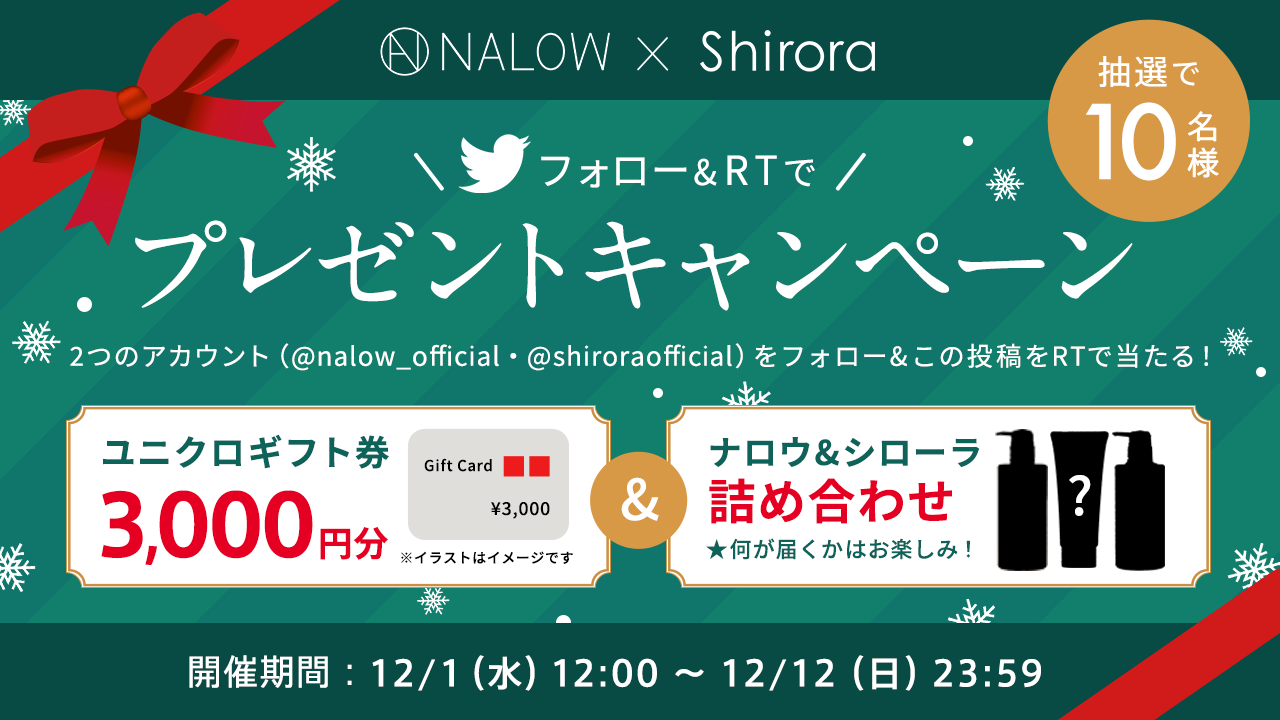 NALOW × Shirora
抽選で
10名様
\ フォロー&RTで /
プレゼントキャンペーン
2つのアカウント（@nalow_official・@shiroraofficial）をフォロー&この投稿をRTで当たる！
ユニクロギフト券
3,000円分
Gift Card
¥3,000
※イラストはイメージです
&
ナロウ&シローラ
詰め合わせ
★何が届くかはお楽しみ！
?
開催期間：12/1（水）12:00 〜 12/12（日）23:59